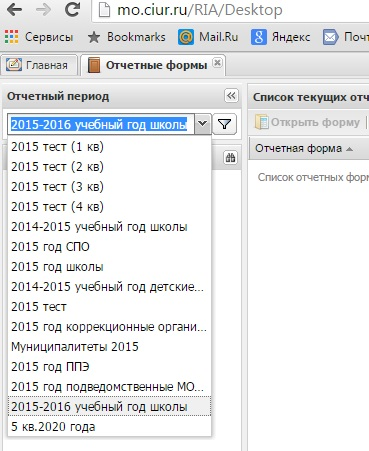 mo.ciur.ru/RIA/Desktop
Сервисы Bookmarks Mail.Ru Яндекс Почт
Главная Отчетные формы
Отчетный период Список текущих отч
2015-2016 учебный год школы Открыть форму
2015 тест (1 кв) Отчетная форма
2015 тест (2 кв) Список отчетных форм
2015 тест (3 кв)
2015 тест (4 кв)
2014-2015 учебный год школы
2015 год СПО
2015 год школы
2014-2015 учебный год детские...
2015 тест
2015 год коррекционные органи...
Муниципалитеты 2015
2015 год ППЭ
2015 год подведомственные МО...
2015-2016 учебный год школы
5 кв.2020 года